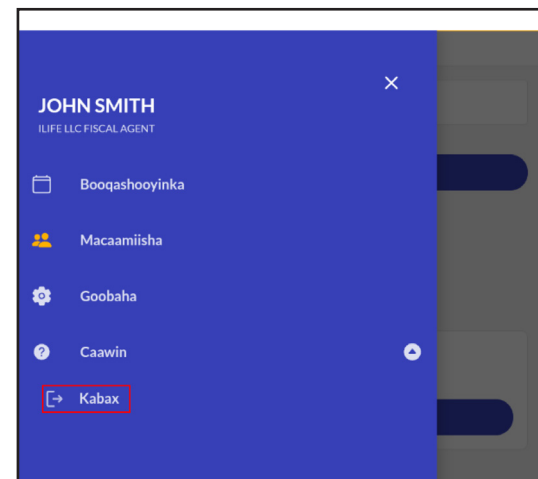 JOHN SMITH
ILIFE LLC FISCAL AGENT
Booqashooyinka
Macaamiisha
Goobaha
Caawin
Kabax